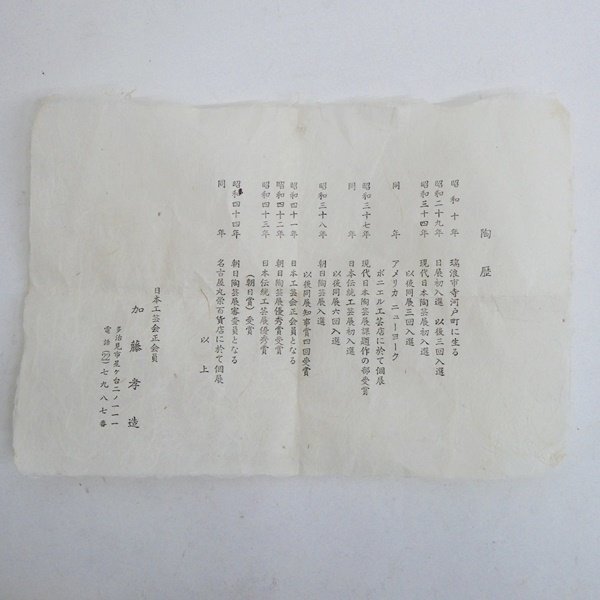 陶歴
昭和十年 瑞浪市寺河戸町に生る
昭和二十九年 日展初入選 以後三回入選
昭和三十四年 現代日本陶芸展初入選
以後同展三回入選
同年 アメリカ ニューヨーク
ボニエル工芸店に於て個展
昭和三十七年 現代日本陶芸展課題作の部受賞
同年 日本伝統工芸展初入選
以後同展六回入選
昭和三十八年 朝日陶芸展入選
以後同展知事賞四回受賞
昭和四十一年 日本工芸会正会員となる
昭和四十二年 朝日陶芸展優秀賞受賞
昭和四十三年 日本伝統工芸展優秀賞
(朝日賞)受賞
昭和四十四年 朝日陶芸展審査員となる
同年 名古屋丸栄百貨店に於て個展
以上
日本工芸会正会員
加藤孝造
多治見市星ヶ台二ノ一一一
電話 七九八七番